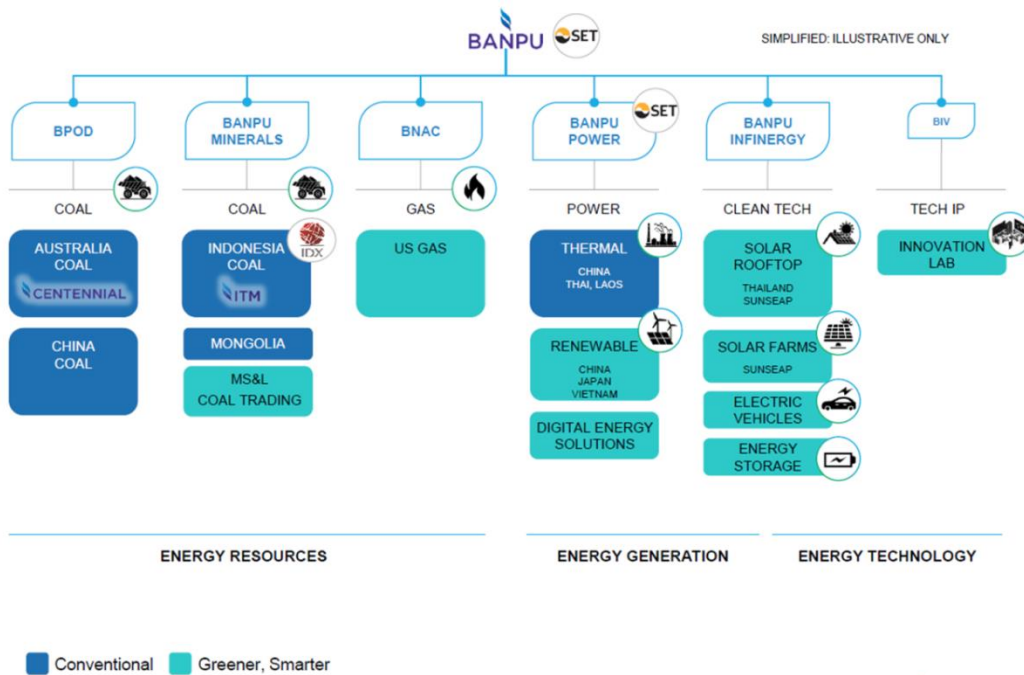 BANPU
SET
SIMPLIFIED: ILLUSTRATIVE ONLY
BPOD
BANPU
MINERALS
BNAC
BANPU
POWER
SET
BANPU
INFINERGY
BIV
COAL
COAL
GAS
POWER
CLEAN TECH
TECH IP
AUSTRALIA
COAL
CENTENNIAL
CHINA
COAL
INDONESIA
COAL
IDX
ITM
MONGOLIA
MS&L
COAL TRADING
US GAS
THERMAL
CHINA
THAI, LAOS
RENEWABLE
CHINA
JAPAN
VIETNAM
DIGITAL ENERGY
SOLUTIONS
SOLAR
ROOFTOP
THAILAND
SUNSEAP
SOLAR FARMS
SUNSEAP
ELECTRIC
VEHICLES
ENERGY
STORAGE
INNOVATION
LAB
ENERGY RESOURCES
ENERGY GENERATION
ENERGY TECHNOLOGY
Conventional
Greener, Smarter